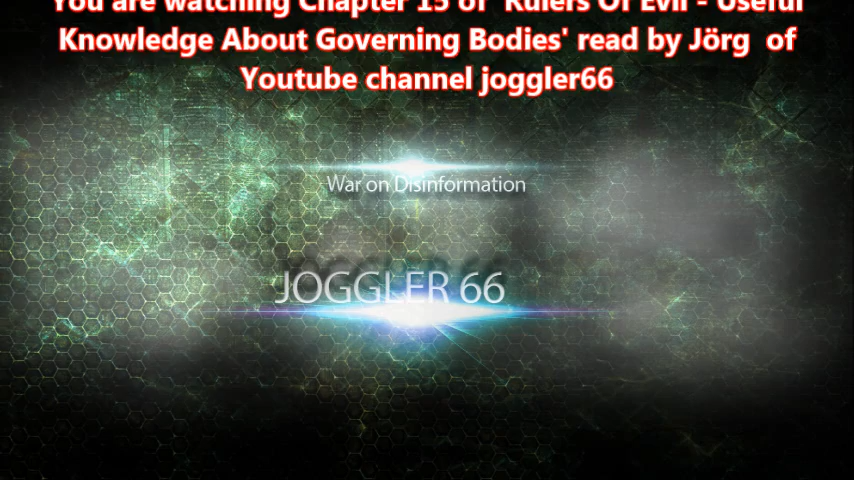 You are watching Chapter 15 of 'Rulers Of Evil - Useful
Knowledge About Governing Bodies' read by Jörg of
Youtube channel joggler66
War on Disinformation
JOGGLER 66